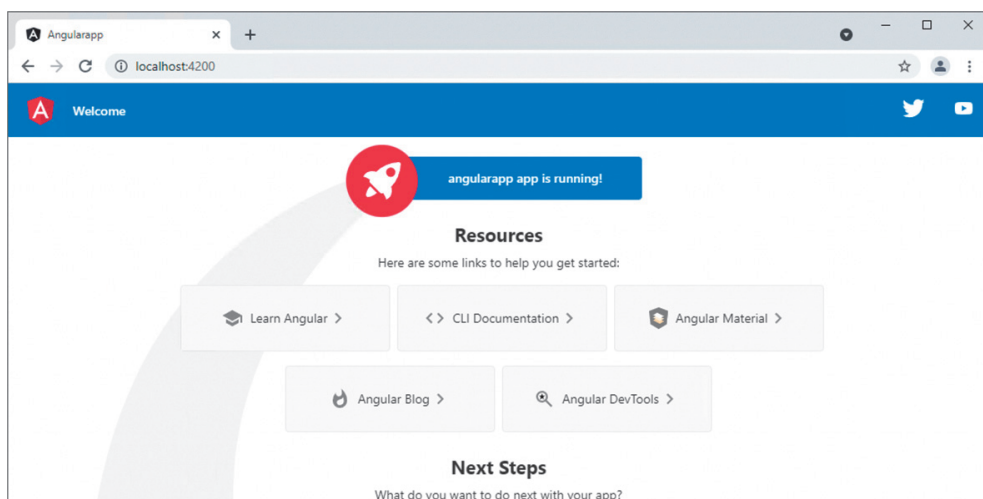 Angularapp
localhost:4200
Welcome
angularapp app is running!
Resources
Here are some links to help you get started:
Learn Angular
CLI Documentation
Angular Material
Angular Blog
Angular DevTools
Next Steps
What do you want to do next with your app?